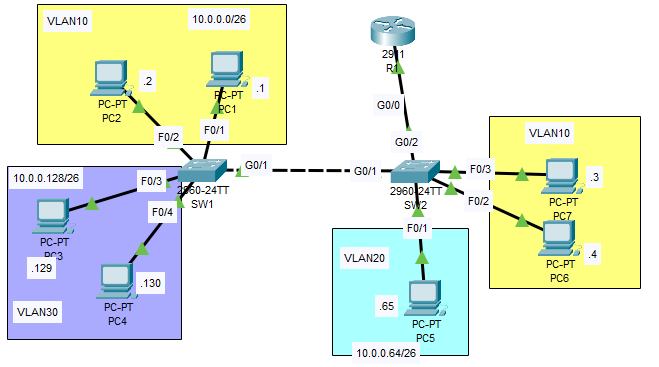 VLAN10
10.0.0.0/26
.2
.1
PC-PT
PC2
PC-PT
PC1
F0/2
F0/1
2911
R1
G0/0
G0/2
G0/1
G0/1
2960-24TT
SW1
2960-24TT
SW2
VLAN10
F0/3
.3
PC-PT
PC7
F0/2
.4
PC-PT
PC6
10.0.0.128/26
F0/3
F0/4
PC-PT
PC3
.129
.130
PC-PT
PC4
VLAN30
F0/1
VLAN20
.65
PC-PT
PC5
10.0.0.64/26